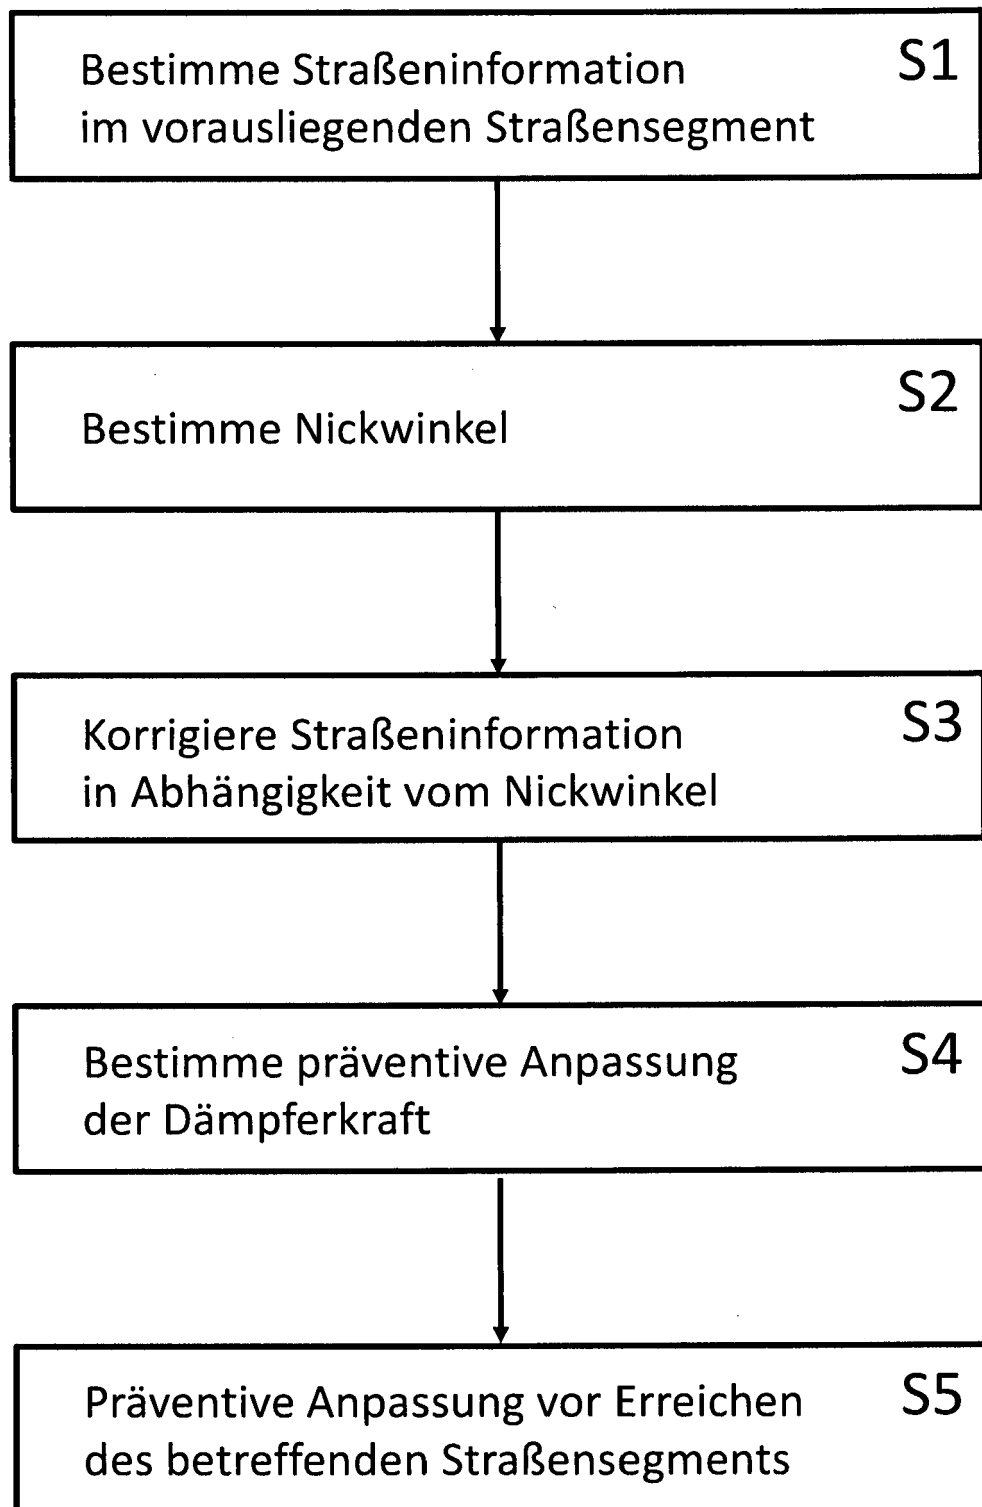 Bestimme Straßeninformation
im vorausliegenden Straßensegment
S1
Bestimme Nickwinkel
S2
Korrigiere Straßeninformation
in Abhängigkeit vom Nickwinkel
S3
Bestimme präventive Anpassung
der Dämpferkraft
S4
Präventive Anpassung vor Erreichen
des betreffenden Straßensegments
S5